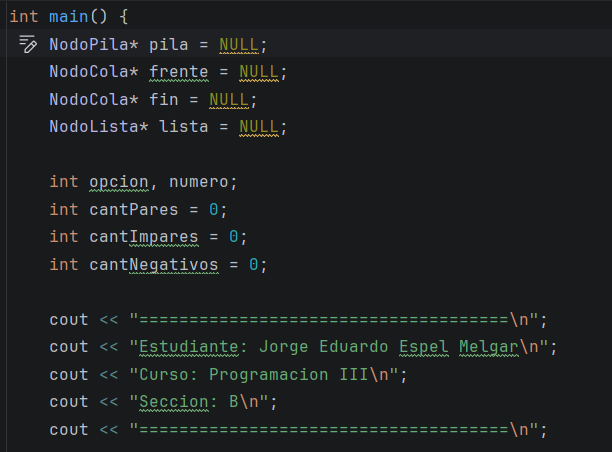 int main() {
    NodoPila* pila = NULL;
    NodoCola* frente = NULL;
    NodoCola* fin = NULL;
    NodoLista* lista = NULL;

    int opcion, numero;
    int cantPares = 0;
    int cantImpares = 0;
    int cantNegativos = 0;

    cout << "=====================================\n";
    cout << "Estudiante: Jorge Eduardo Espel Melgar\n";
    cout << "Curso: Programacion III\n";
    cout << "Seccion: B\n";
    cout << "=====================================\n";